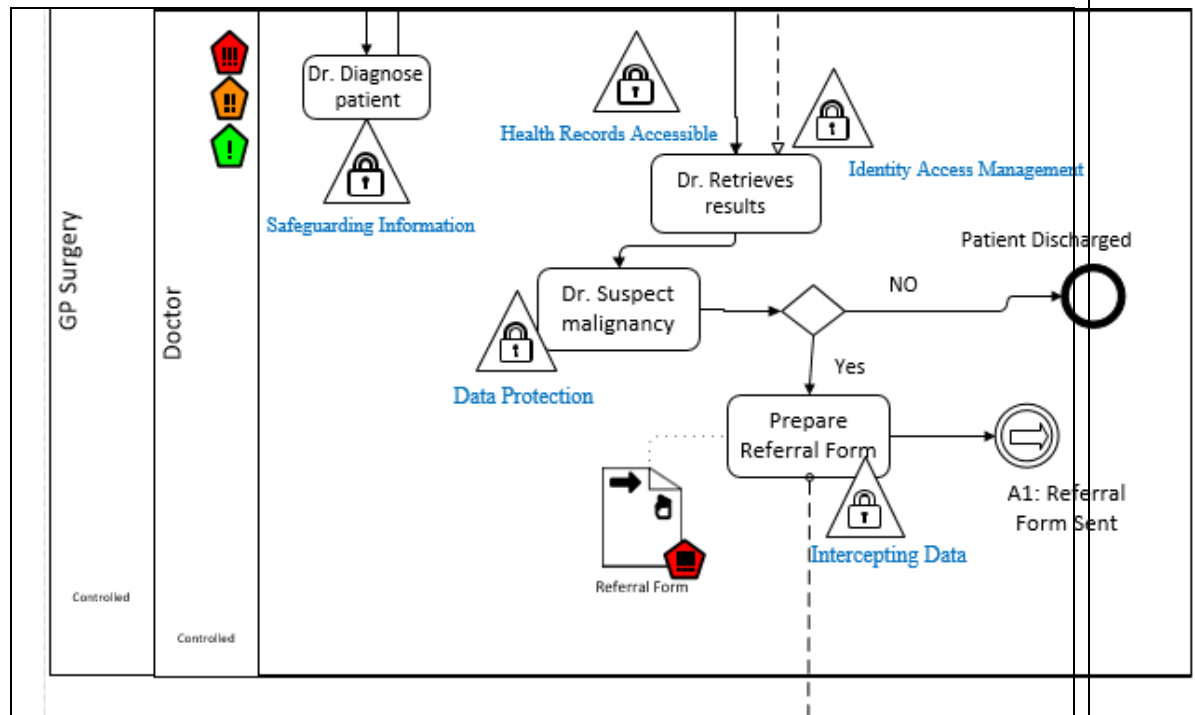 !!!
!!
!
Dr. Diagnose
patient
Safeguarding Information
Health Records Accessible
Identity Access Management
Dr. Retrieves
results
Patient Discharged
GP Surgery
Doctor
Dr. Suspect
malignancy
NO
Data Protection
Yes
Prepare
Referral Form
A1: Referral
Form Sent
Intercepting Data
Referral Form
Controlled
Controlled